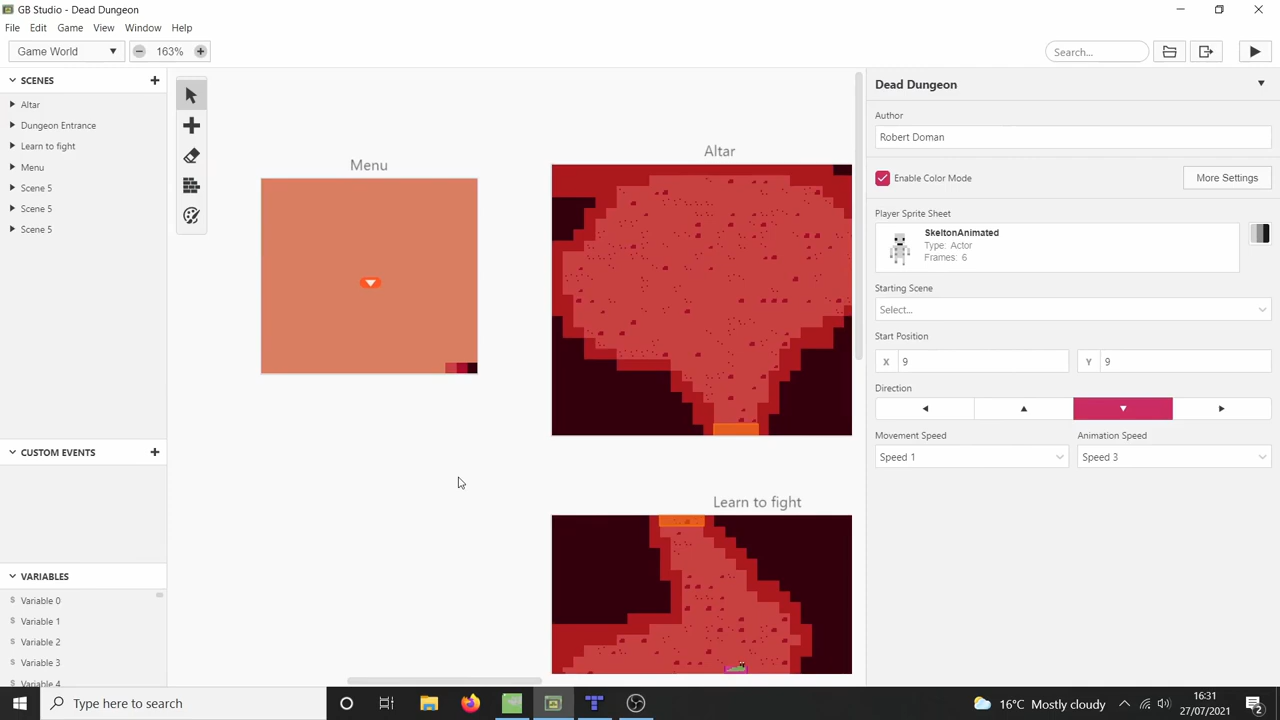 GB Studio - Dead Dungeon
File Edit Game View Window Help
Game World 163% Search...
SCENES
Altar
Dungeon Entrance
Learn to fight
Menu
Scene 5
Scene 5
Scene 5
CUSTOM EVENTS
VARIABLES
S Variable 0
S Variable 1
S Variable 2
S Variable 3
S Variable 4
Menu
Altar
Learn to fight
Dead Dungeon
Author
Robert Doman
Enable Color Mode More Settings
Player Sprite Sheet
SkeltonAnimated
Type: Actor
Frames: 6
Starting Scene
Select...
Start Position
X 9 Y 9
Direction
Movement Speed Animation Speed
Speed 1 Speed 3
Type here to search
16°C Mostly cloudy
16:31
27/07/2021
2